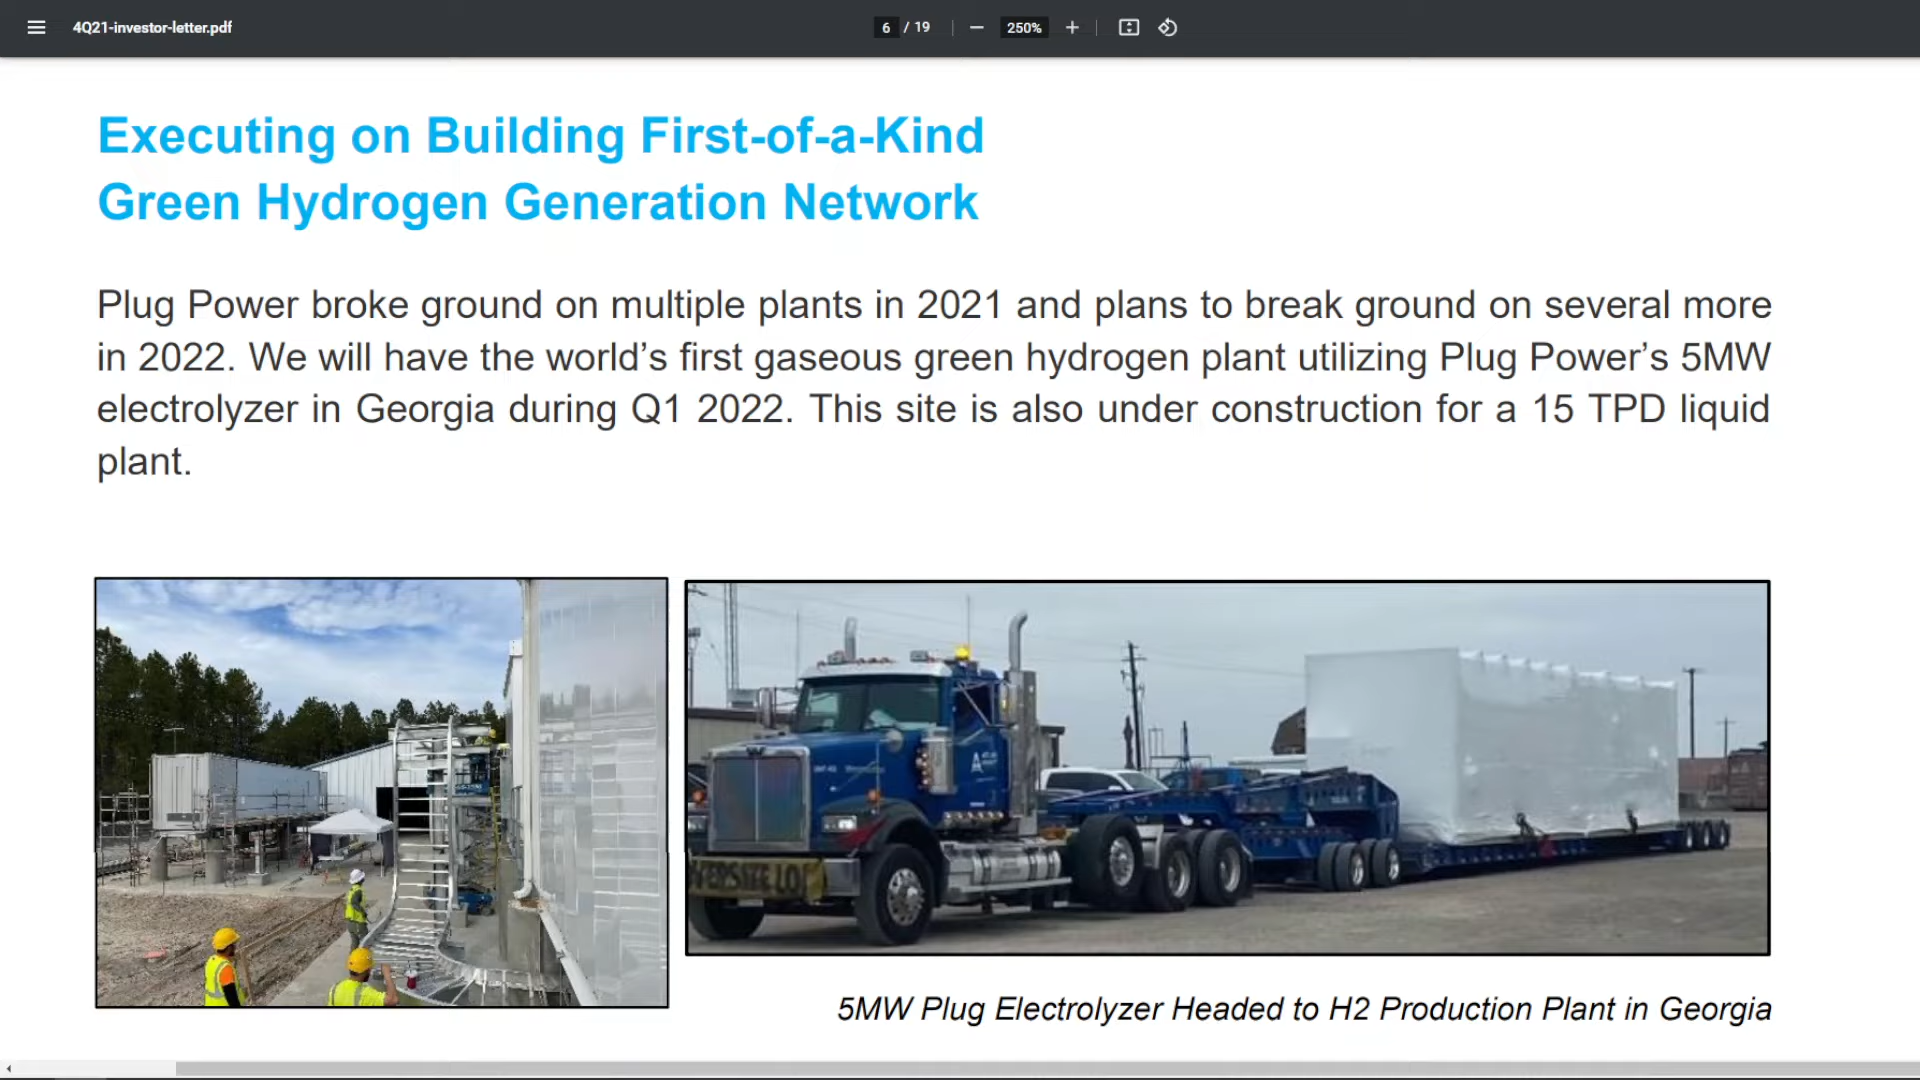 4Q21-investor-letter.pdf
6 / 19
250%
Executing on Building First-of-a-Kind
Green Hydrogen Generation Network
Plug Power broke ground on multiple plants in 2021 and plans to break ground on several more
in 2022. We will have the world’s first gaseous green hydrogen plant utilizing Plug Power’s 5MW
electrolyzer in Georgia during Q1 2022. This site is also under construction for a 15 TPD liquid
plant.
5MW Plug Electrolyzer Headed to H2 Production Plant in Georgia